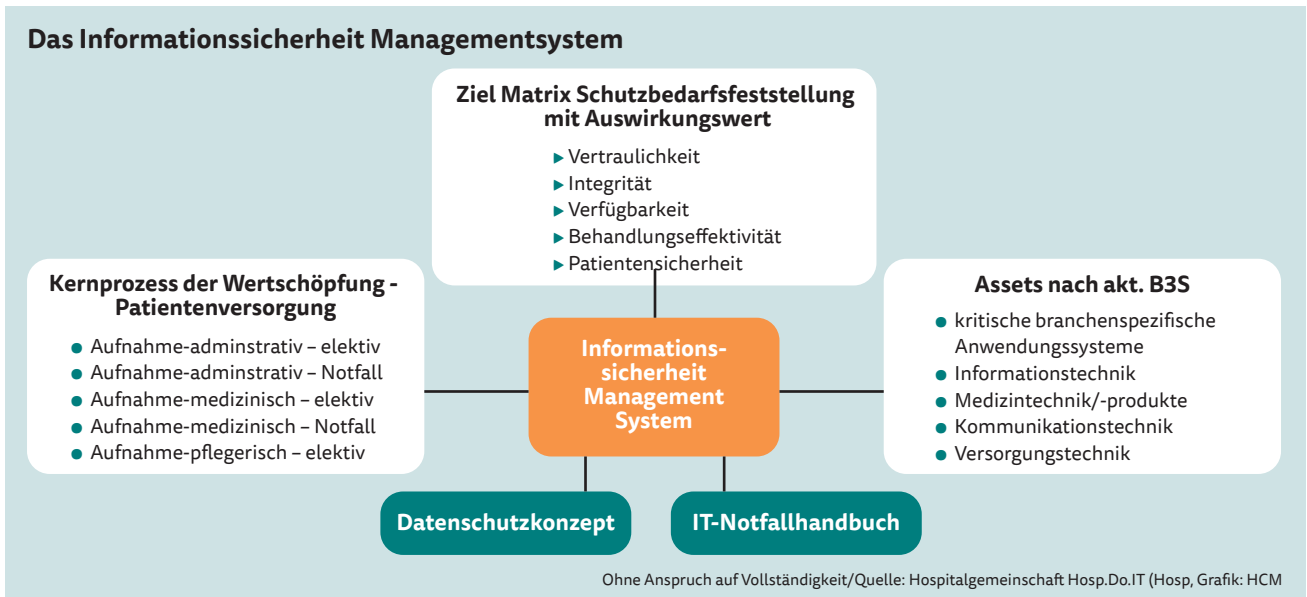 Das Informationssicherheit Managementsystem
Ziel Matrix Schutzbedarfsfeststellung
mit Auswirkungswert
▸ Vertraulichkeit
▸ Integrität
▸ Verfügbarkeit
▸ Behandlungseffektivität
▸ Patientensicherheit
Kernprozess der Wertschöpfung -
Patientenversorgung
● Aufnahme-adminstrativ – elektiv
● Aufnahme-adminstrativ – Notfall
● Aufnahme-medizinisch – elektiv
● Aufnahme-medizinisch – Notfall
● Aufnahme-pflegerisch – elektiv
Informations-
sicherheit
Management
System
Assets nach akt. B3S
● kritische branchenspezifische
Anwendungssysteme
● Informationstechnik
● Medizintechnik/-produkte
● Kommunikationstechnik
● Versorgungstechnik
Datenschutzkonzept
IT-Notfallhandbuch
Ohne Anspruch auf Vollständigkeit/Quelle: Hospitalgemeinschaft Hosp.Do.IT (Hosp, Grafik: HCM